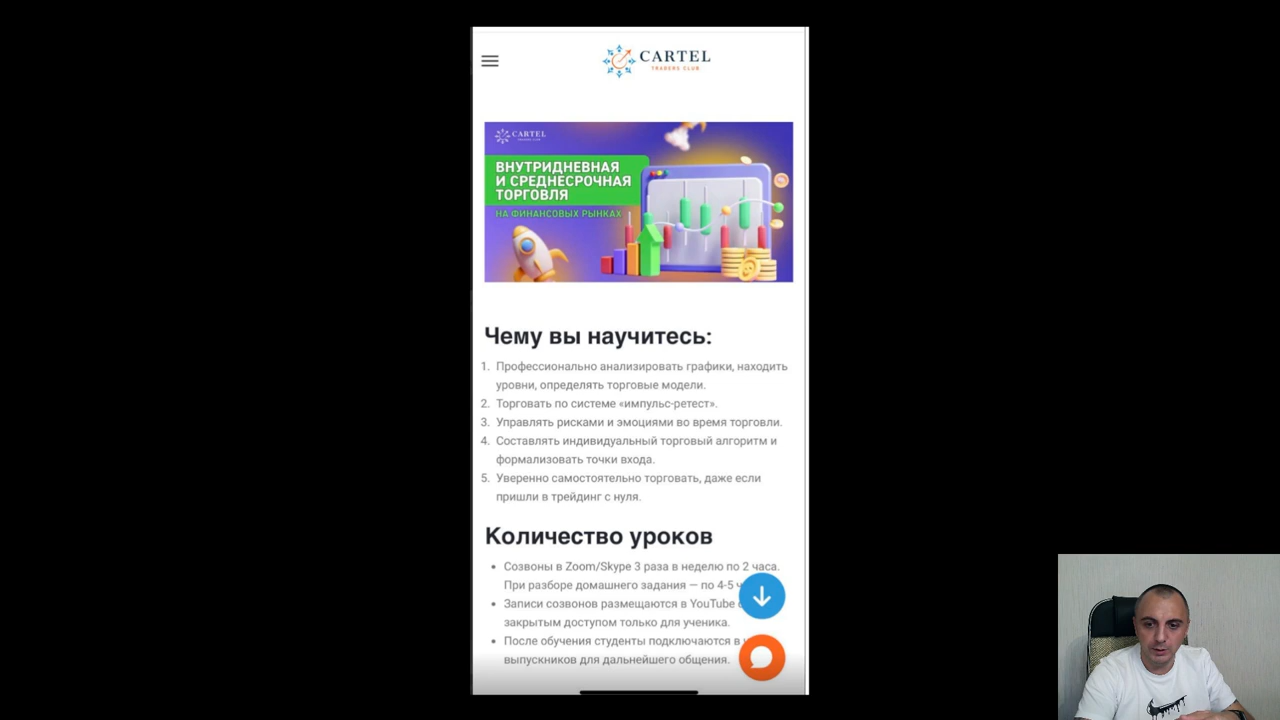 CARTEL
TRADERS CLUB
CARTEL
ВНУТРИДНЕВНАЯ
И СРЕДНЕСРОЧНАЯ
ТОРГОВЛЯ
НА ФИНАНСОВЫХ РЫНКАХ
Чему вы научитесь:
1. Профессионально анализировать графики, находить
уровни, определять торговые модели.
2. Торговать по системе «импульс-ретест».
3. Управлять рисками и эмоциями во время торговли.
4. Составлять индивидуальный торговый алгоритм и
формализовать точки входа.
5. Уверенно самостоятельно торговать, даже если
пришли в трейдинг с нуля.
Количество уроков
• Созвоны в Zoom/Skype 3 раза в неделю по 2 часа.
При разборе домашнего задания — по 4-5
• Записи созвонов размещаются в YouTube
закрытым доступом только для ученика.
• После обучения студенты подключаются в
выпускников для дальнейшего общения.